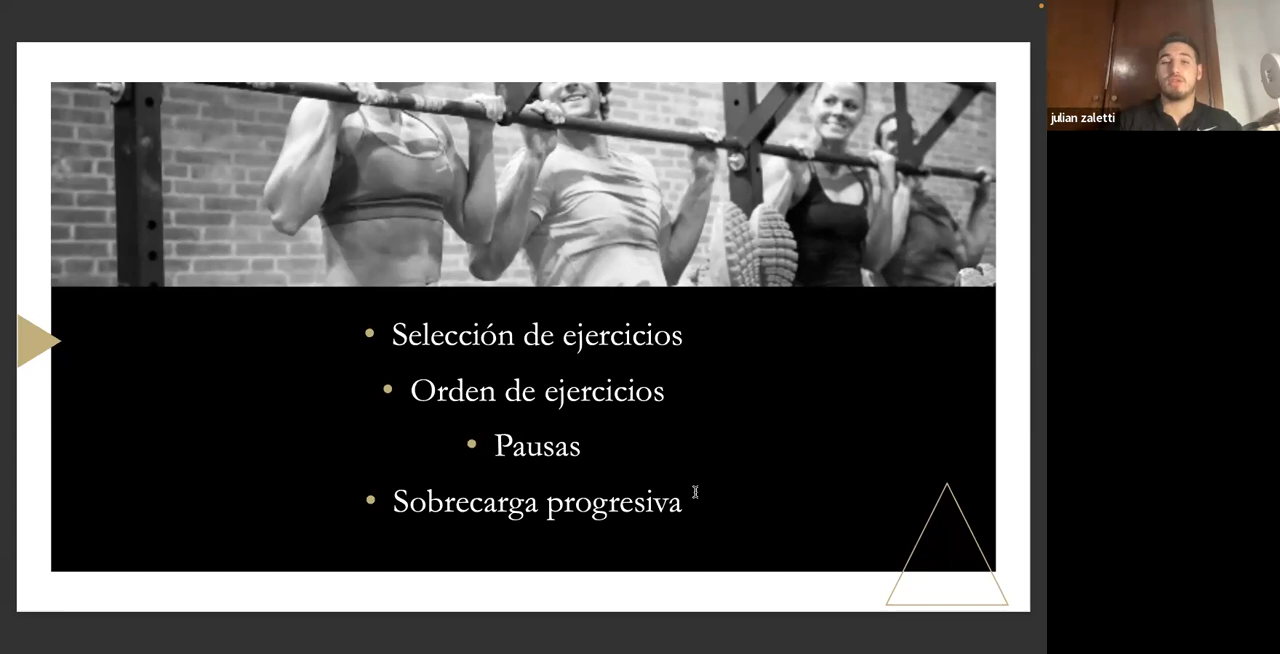 Selección de ejercicios
Orden de ejercicios
Pausas
Sobrecarga progresiva
julian zaletti